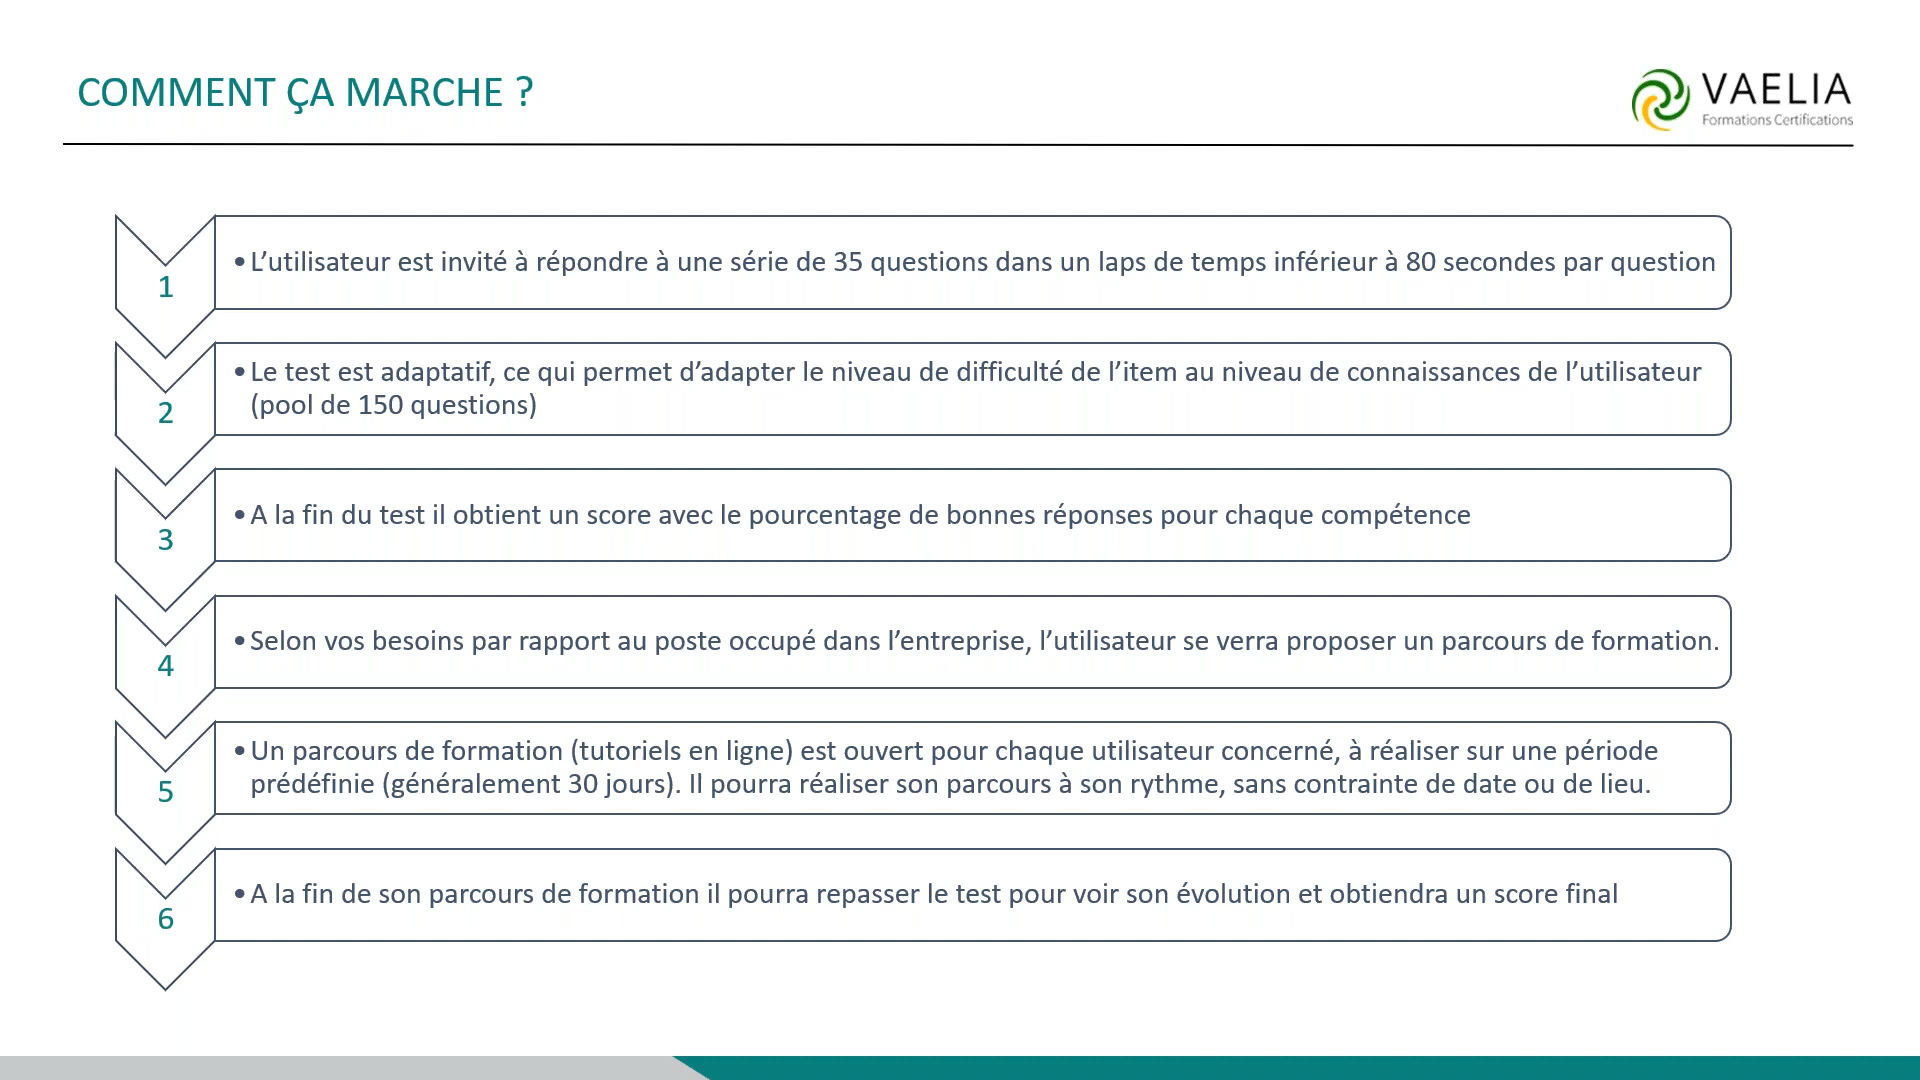 COMMENT ÇA MARCHE ?
VAELIA
Formations Certifications
1
•L’utilisateur est invité à répondre à une série de 35 questions dans un laps de temps inférieur à 80 secondes par question
2
•Le test est adaptatif, ce qui permet d’adapter le niveau de difficulté de l’item au niveau de connaissances de l’utilisateur
(pool de 150 questions)
3
•A la fin du test il obtient un score avec le pourcentage de bonnes réponses pour chaque compétence
4
•Selon vos besoins par rapport au poste occupé dans l’entreprise, l’utilisateur se verra proposer un parcours de formation.
5
•Un parcours de formation (tutoriels en ligne) est ouvert pour chaque utilisateur concerné, à réaliser sur une période
prédéfinie (généralement 30 jours). Il pourra réaliser son parcours à son rythme, sans contrainte de date ou de lieu.
6
•A la fin de son parcours de formation il pourra repasser le test pour voir son évolution et obtiendra un score final